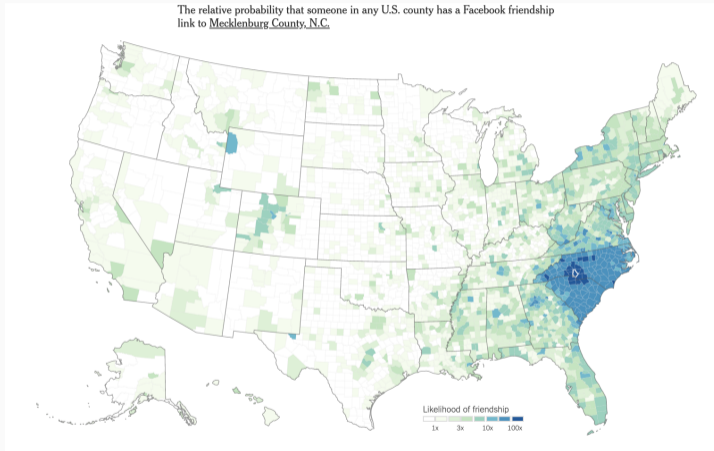 The relative probability that someone in any U.S. county has a Facebook friendship
link to Mecklenburg County, N.C.
Likelihood of friendship
1x 3x 10x 100x